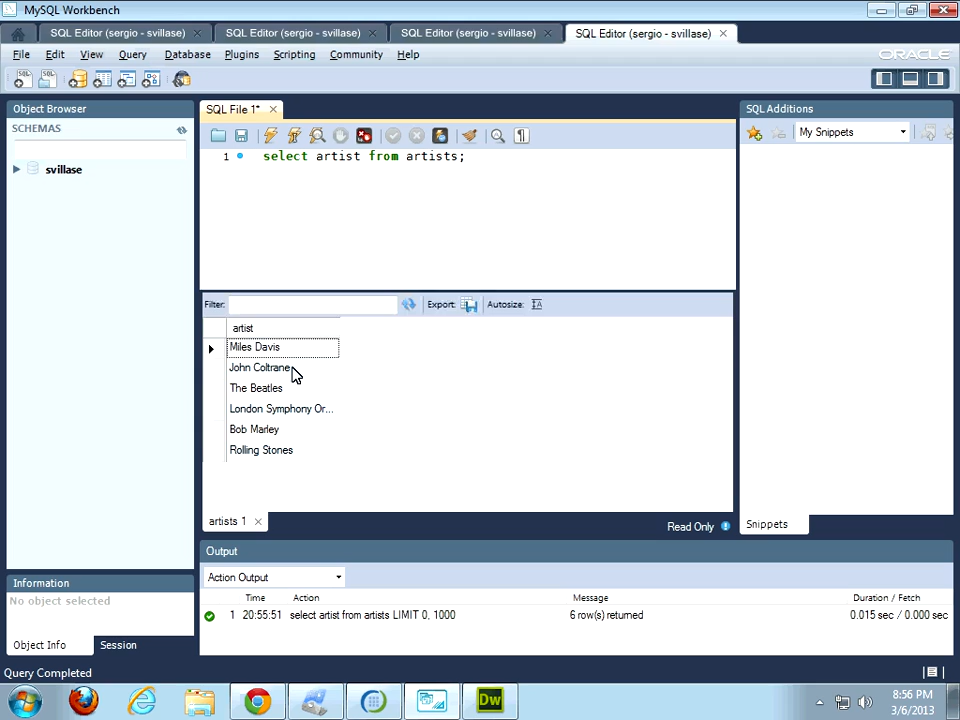 MySQL Workbench
SQL Editor (sergio - svillase)
SQL Editor (sergio - svillase)
SQL Editor (sergio - svillase)
SQL Editor (sergio - svillase)
File Edit View Query Database Plugins Scripting Community Help
ORACLE
Object Browser
SCHEMAS
svillase
SQL File 1*
1 select artist from artists;
Filter:
Export:
Autosize:
artist
Miles Davis
John Coltrane
The Beatles
London Symphony Or...
Bob Marley
Rolling Stones
artists 1
Read Only
SQL Additions
My Snippets
Snippets
Output
Action Output
Time Action Message Duration / Fetch
1 20:55:51 select artist from artists LIMIT 0, 1000 6 row(s) returned 0.015 sec / 0.000 sec
Information
No object selected
Object Info Session
Query Completed
SQL
SQL
Dw
8:56 PM
3/6/2013